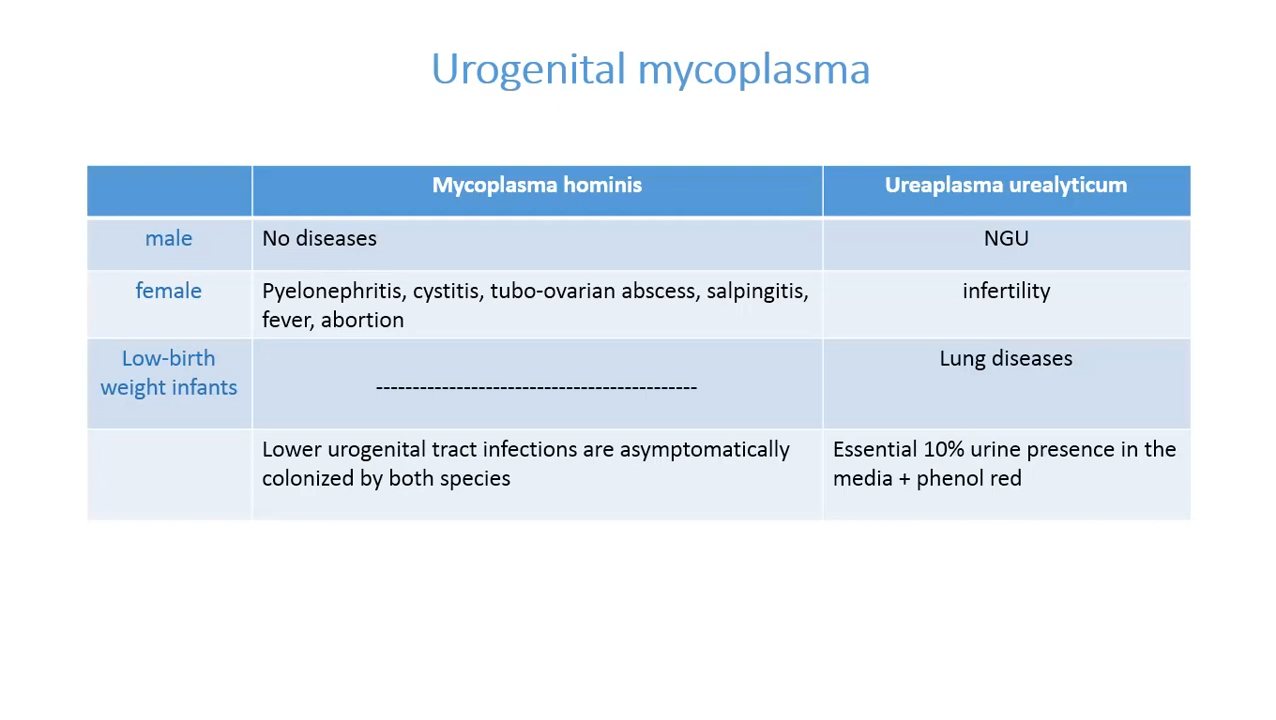 Urogenital mycoplasma
Mycoplasma hominis
Ureaplasma urealyticum
male
No diseases
NGU
female
Pyelonephritis, cystitis, tubo-ovarian abscess, salpingitis,
fever, abortion
infertility
Low-birth
weight infants
--------------------------------------------
Lung diseases
Lower urogenital tract infections are asymptomatically
colonized by both species
Essential 10% urine presence in the
media + phenol red